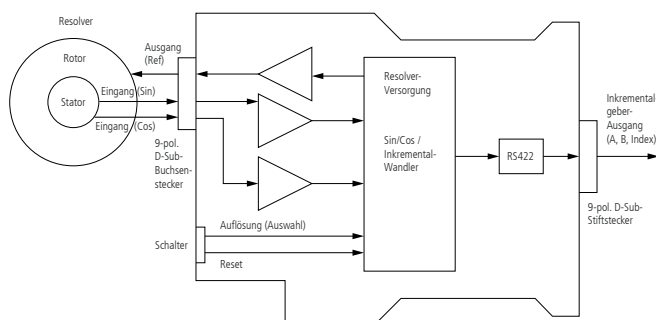 Resolver
Rotor
Stator
Ausgang
(Ref)
Eingang (Sin)
Eingang (Cos)
9-pol.
D-Sub-
Buchsen-
stecker
Schalter
Auflösung (Auswahl)
Reset
Resolver-
Versorgung
Sin/Cos /
Inkremental-
Wandler
RS422
Inkremental
geber-
Ausgang
(A, B, Index)
9-pol. D-Sub-
Stiftstecker